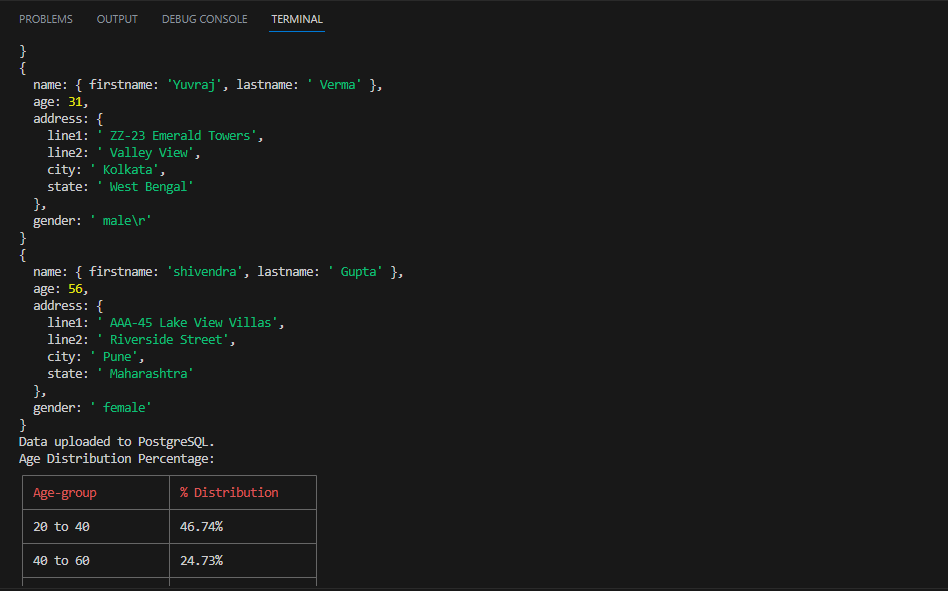 PROBLEMS OUTPUT DEBUG CONSOLE TERMINAL
}
{
  name: { firstname: 'Yuvraj', lastname: ' Verma' },
  age: 31,
  address: {
    line1: ' ZZ-23 Emerald Towers',
    line2: ' Valley View',
    city: ' Kolkata',
    state: ' West Bengal'
  },
  gender: ' male\r'
}
{
  name: { firstname: 'shivendra', lastname: ' Gupta' },
  age: 56,
  address: {
    line1: ' AAA-45 Lake View Villas',
    line2: ' Riverside Street',
    city: ' Pune',
    state: ' Maharashtra'
  },
  gender: ' female'
}
Data uploaded to PostgreSQL.
Age Distribution Percentage:
Age-group % Distribution
20 to 40 46.74%
40 to 60 24.73%